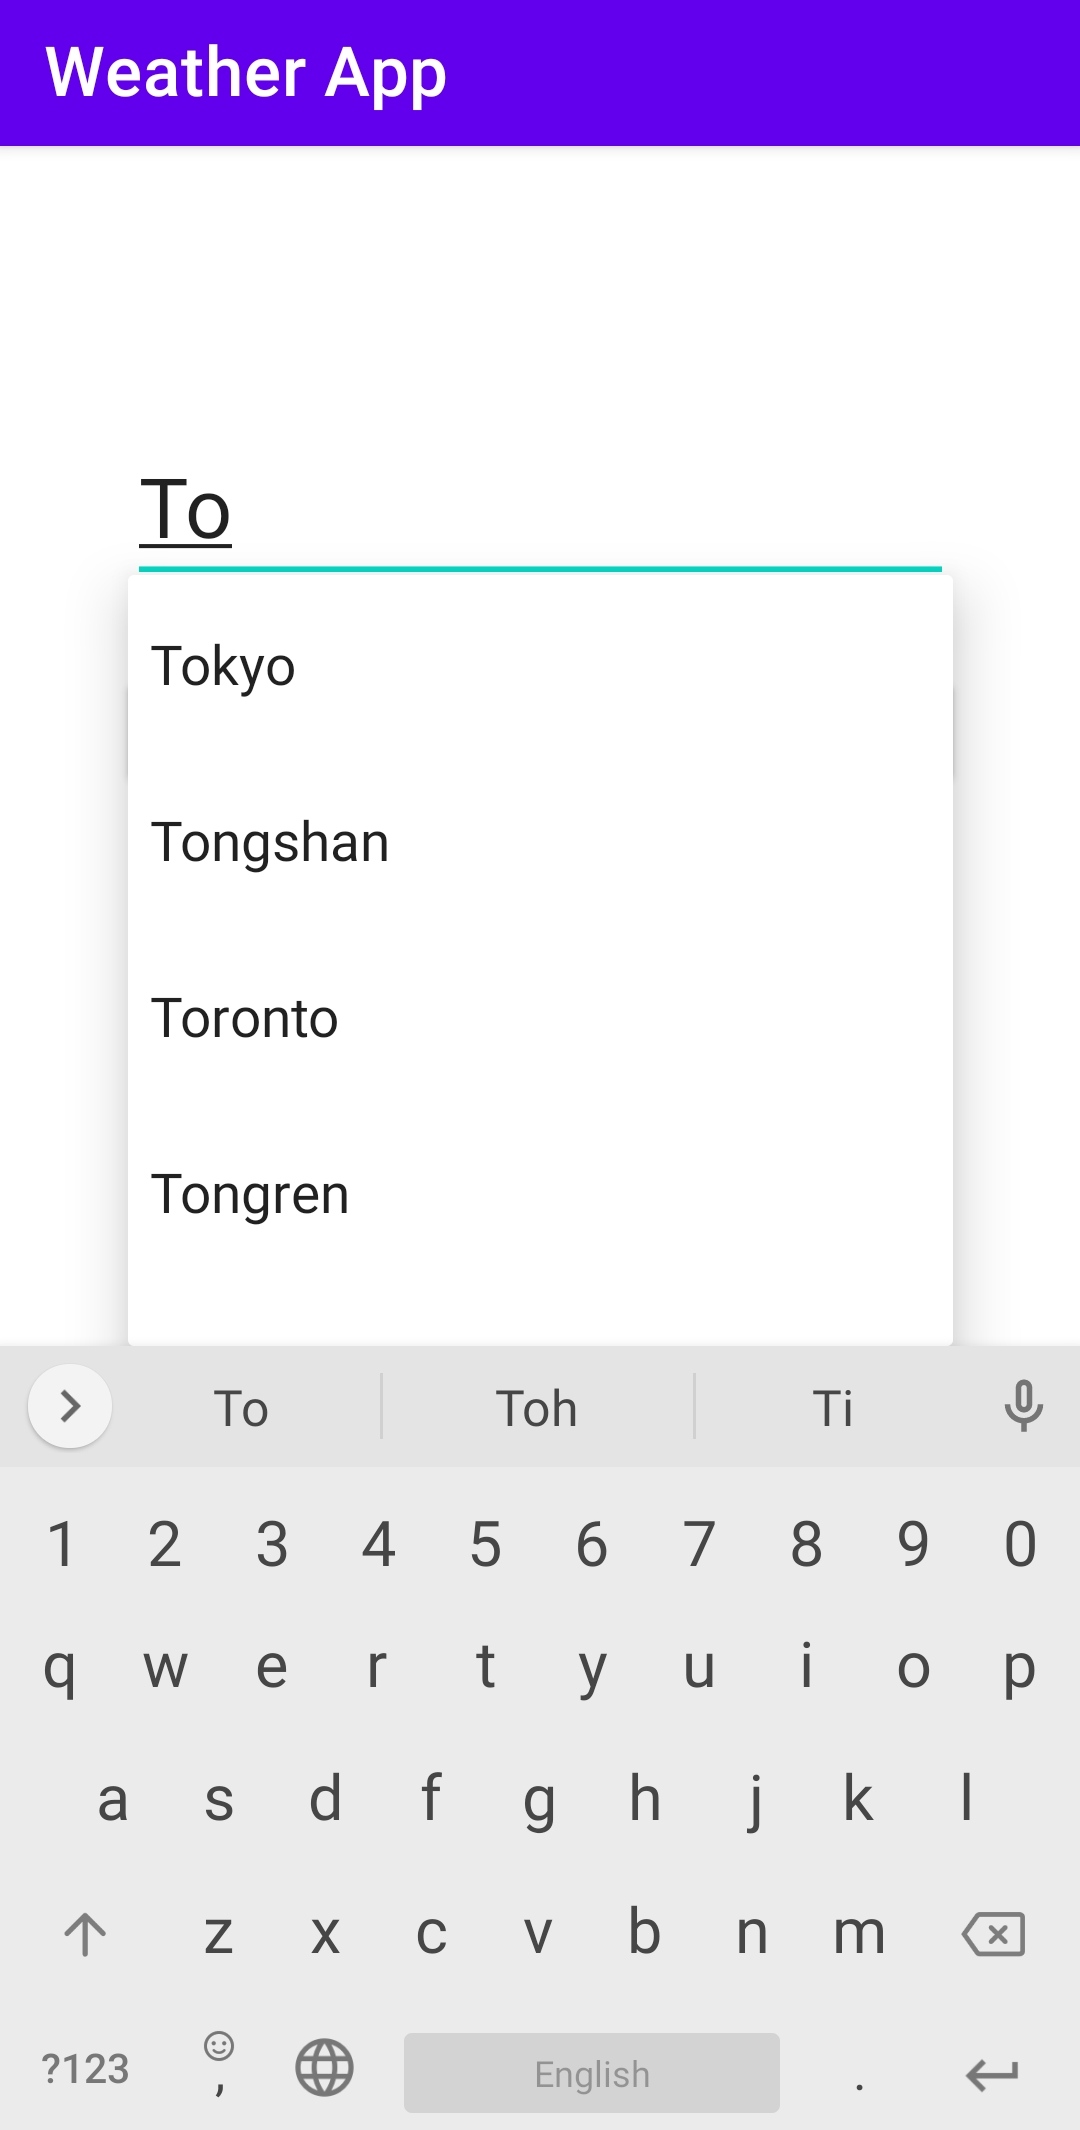 Weather App
To
Tokyo
Tongshan
Toronto
Tongren
To Toh Ti
1 2 3 4 5 6 7 8 9 0
q w e r t y u i o p
a s d f g h j k l
z x c v b n m
?123 , English .